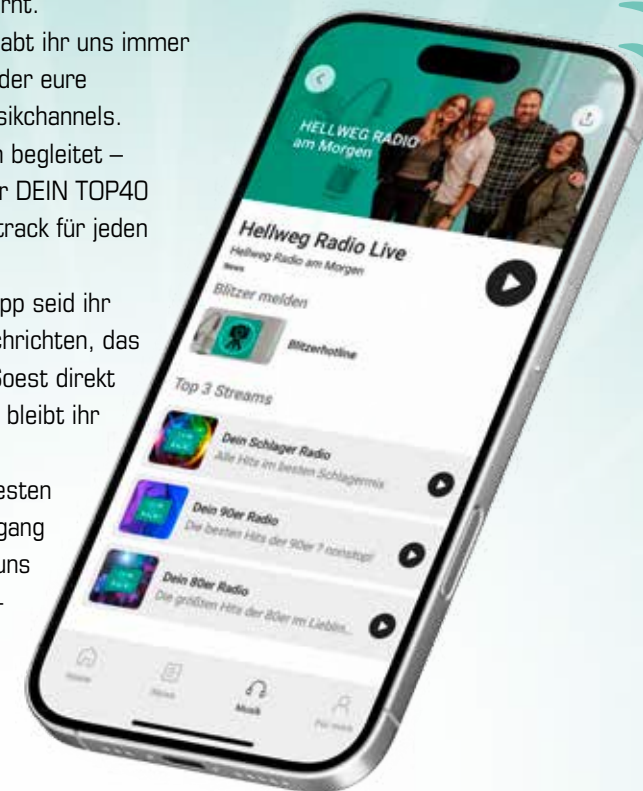 rnt.
abt ihr uns immer
der eure
sikchannels.
n begleitet –
r DEIN TOP40
track für jeden
pp seid ihr
chrichten, das
Soest direkt
bleibt ihr
esten
gang
uns
-
HELLWEG RADIO
am Morgen
Hellweg Radio Live
Hellweg Radio am Morgen
News
Blitzer melden
Blitzerhotline
Top 3 Streams
Dein Schlager Radio
Alle Hits im besten Schlagermix
Dein 90er Radio
Die besten Hits der 90er ? nonstop!
Dein 80er Radio
Die größten Hits der 80er im Lieblin...
Home
News
Musik
Für mich